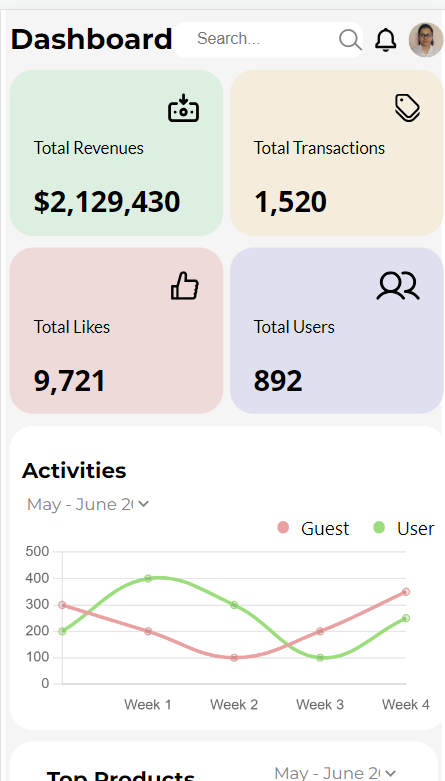 Dashboard Search...
Total Revenues
$2,129,430
Total Transactions
1,520
Total Likes
9,721
Total Users
892
Activities
May - June 2
Guest User
500
400
300
200
100
0
Week 1 Week 2 Week 3 Week 4
Top Products May - June 2